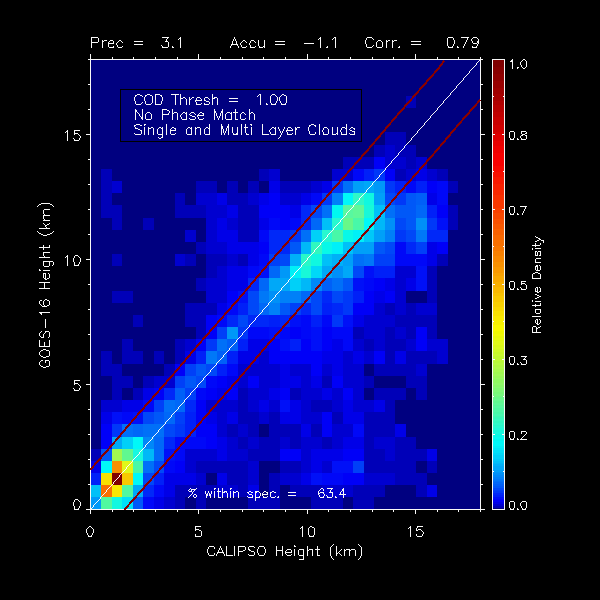 Prec = 3.1 Accu = -1.1 Corr. = 0.79
COD Thresh = 1.00
No Phase Match
Single and Multi Layer Clouds
% within spec. = 63.4
GOES-16 Height (km)
15
10
5
0
0 5 10 15
CALIPSO Height (km)
1.0
0.8
0.7
0.5
0.3
0.2
0.0
Relative Density